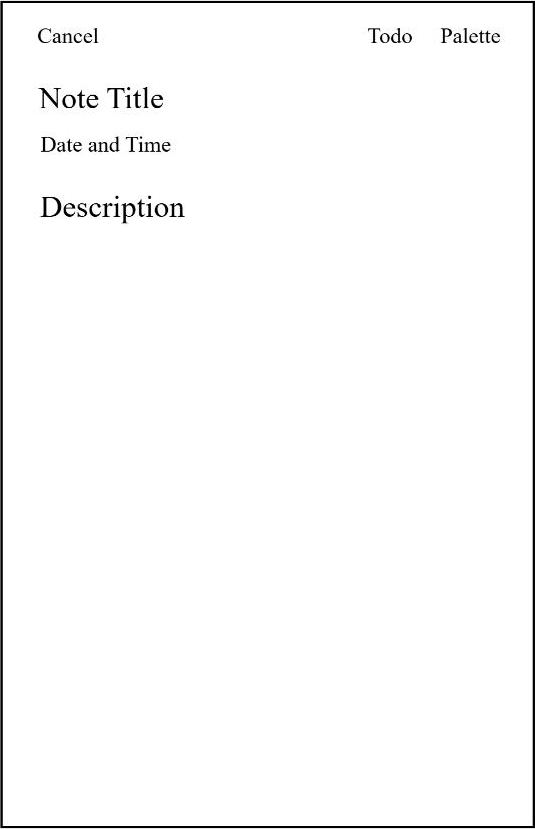 Cancel Todo Palette
Note Title
Date and Time
Description